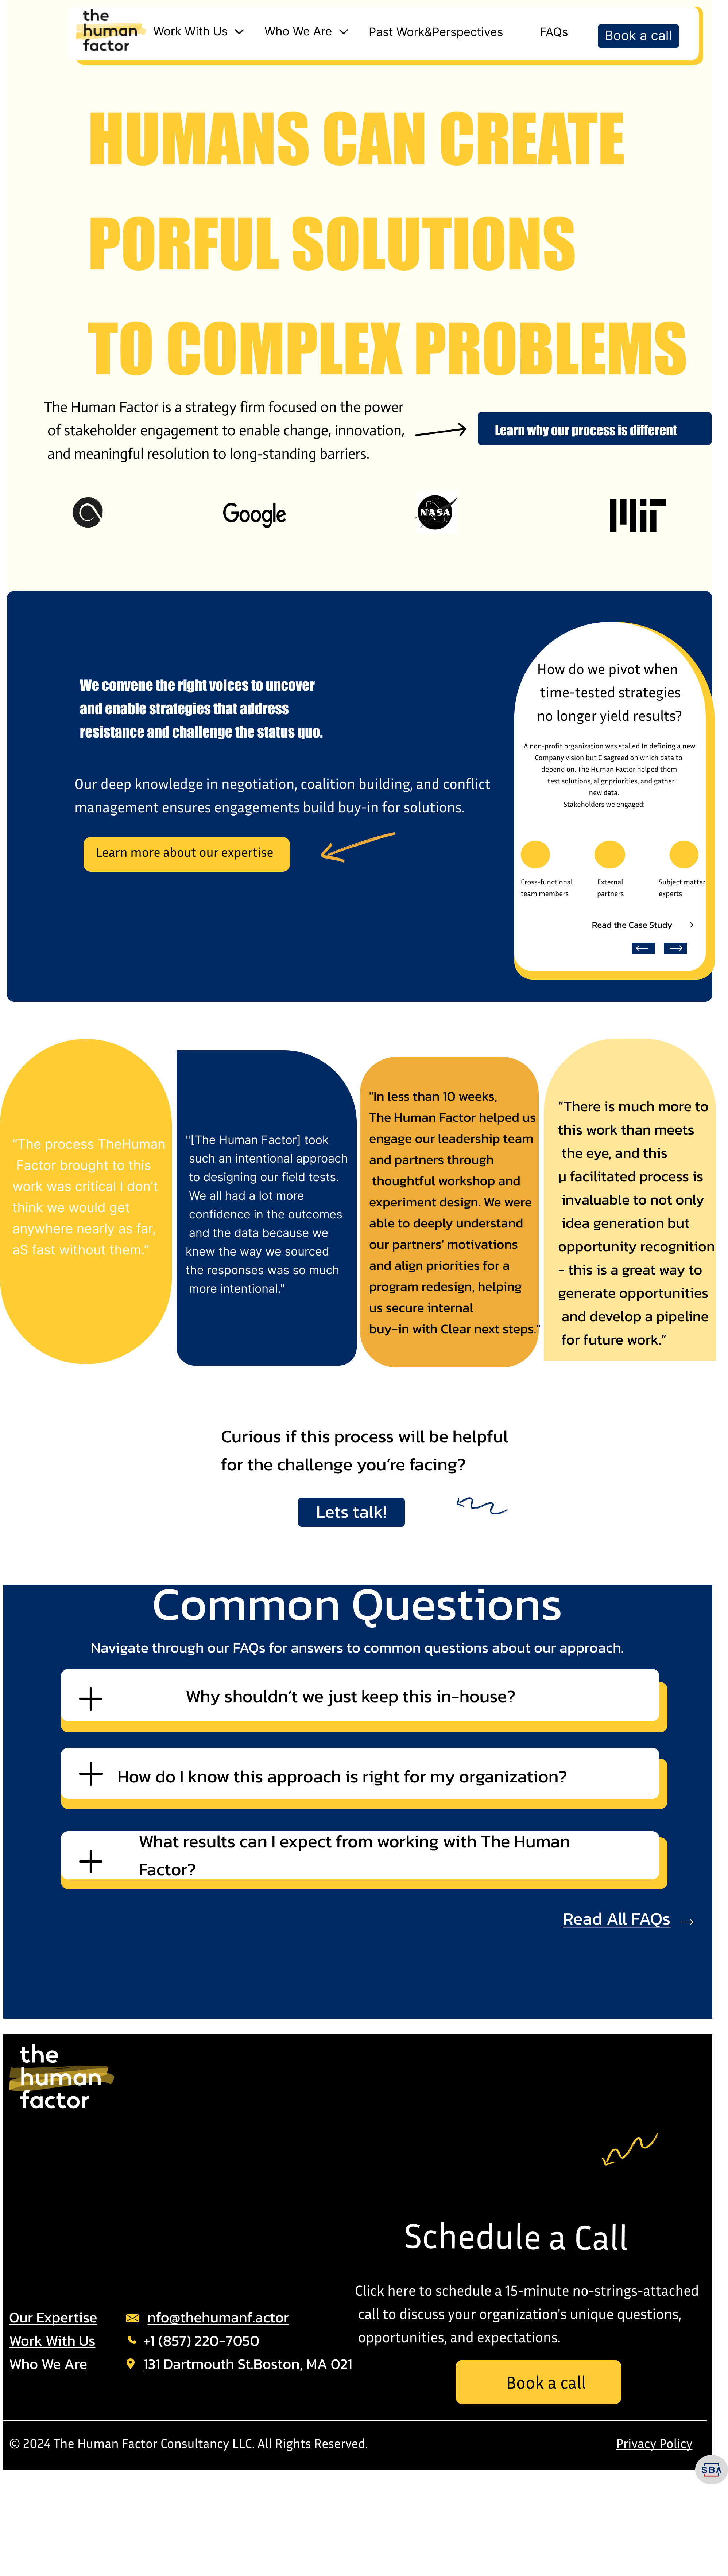 the
human
factor
Work With Us
Who We Are
Past Work&Perspectives
FAQs
Book a call
HUMANS CAN CREATE
PORFUL SOLUTIONS
TO COMPLEX PROBLEMS
The Human Factor is a strategy firm focused on the power
of stakeholder engagement to enable change, innovation,
and meaningful resolution to long-standing barriers.
Learn why our process is different
Google
NASA
MIT
We convene the right voices to uncover
and enable strategies that address
resistance and challenge the status quo.
Our deep knowledge in negotiation, coalition building, and conflict
management ensures engagements build buy-in for solutions.
Learn more about our expertise
How do we pivot when
time-tested strategies
no longer yield results?
A non-profit organization was stalled In defining a new
Company vision but Cisagreed on which data to
depend on. The Human Factor helped them
test solutions, alignpriorities, and gather
new data.
Stakeholders we engaged:
Cross-functional
team members
External
partners
Subject matter
experts
Read the Case Study
"The process TheHuman
Factor brought to this
work was critical I don't
think we would get
anywhere nearly as far,
aS fast without them."
"[The Human Factor] took
such an intentional approach
to designing our field tests.
We all had a lot more
confidence in the outcomes
and the data because we
knew the way we sourced
the responses was so much
more intentional."
"In less than 10 weeks,
The Human Factor helped us
engage our leadership team
and partners through
thoughtful workshop and
experiment design. We were
able to deeply understand
our partners' motivations
and align priorities for a
program redesign, helping
us secure internal
buy-in with Clear next steps."
“There is much more to
this work than meets
the eye, and this
µ facilitated process is
invaluable to not only
idea generation but
opportunity recognition
- this is a great way to
generate opportunities
and develop a pipeline
for future work.”
Curious if this process will be helpful
for the challenge you’re facing?
Lets talk!
Common Questions
Navigate through our FAQs for answers to common questions about our approach.
Why shouldn’t we just keep this in-house?
How do I know this approach is right for my organization?
What results can I expect from working with The Human
Factor?
Read All FAQs
the
human
factor
Schedule a Call
Click here to schedule a 15-minute no-strings-attached
call to discuss your organization's unique questions,
opportunities, and expectations.
Book a call
Our Expertise
Work With Us
Who We Are
nfo@thehumanf.actor
+1 (857) 220-7050
131 Dartmouth St.Boston, MA 021
© 2024 The Human Factor Consultancy LLC. All Rights Reserved.
Privacy Policy
SBA